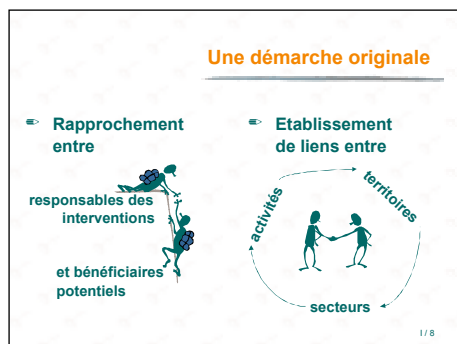 Une démarche originale
Rapprochement
entre
responsables des
interventions
et bénéficiaires
potentiels
Etablissement
de liens entre
activités
territoires
secteurs
I / 8